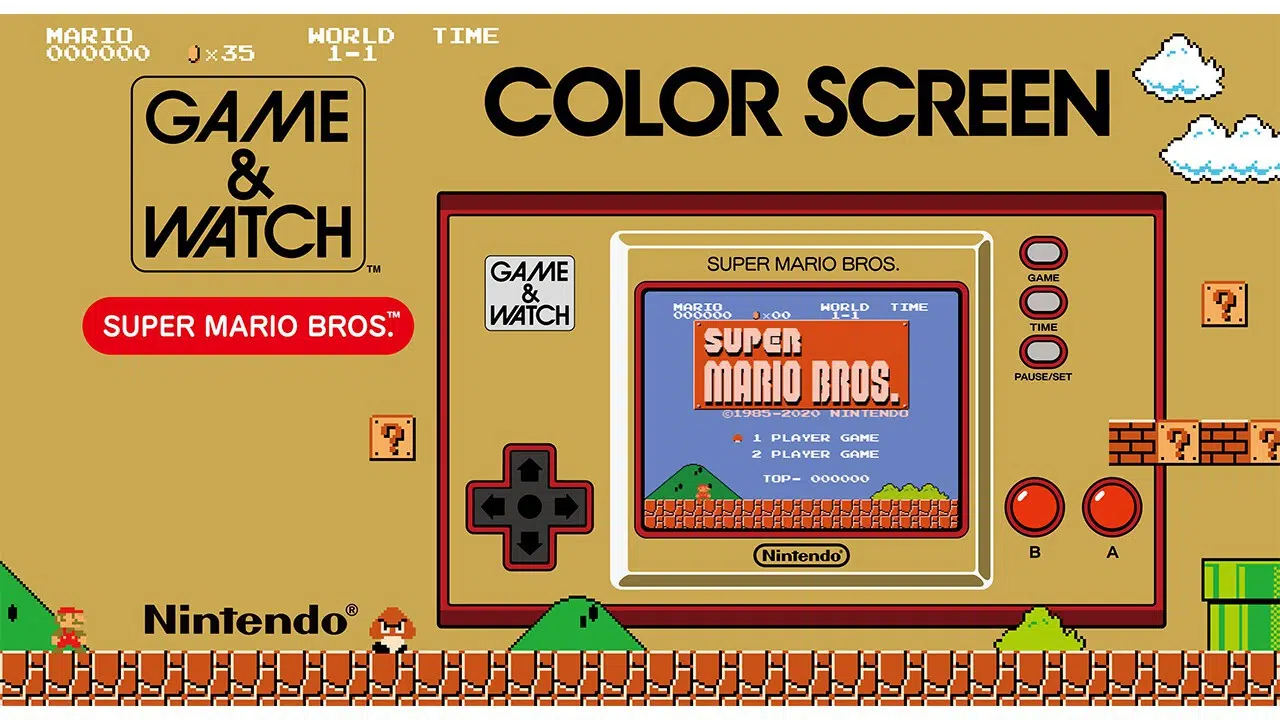 MARIO WORLD TIME
000000 ×35 1-1
COLOR SCREEN
GAME
&
WATCH™
SUPER MARIO BROS.™
?
Nintendo®
GAME
&
WATCH
SUPER MARIO BROS.
MARIO WORLD TIME
000000 ×00 1-1
SUPER
MARIO BROS.
©1985-2020 NINTENDO
1 PLAYER GAME
2 PLAYER GAME
TOP- 000000
Nintendo®
GAME
TIME
PAUSE/SET
B A
?
? ?